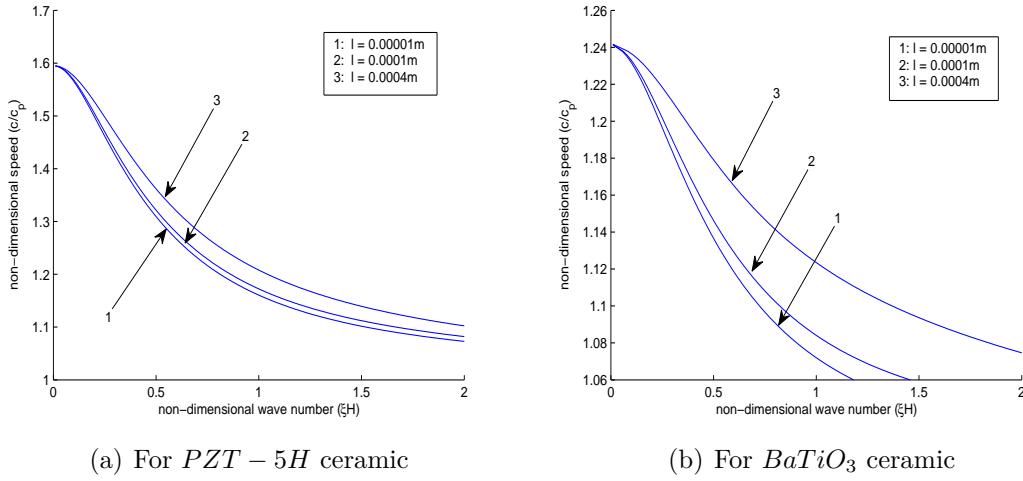 1.7
1.6
1.5
1.4
1.3
1.2
1.1
1
0
0.5
1
1.5
2
non−dimensional speed (c/cp)
non−dimensional wave number (ξH)
1: l = 0.00001m
2: l = 0.0001m
3: l = 0.0004m
3
2
1
(a) For PZT − 5H ceramic
1.26
1.24
1.22
1.2
1.18
1.16
1.14
1.12
1.1
1.08
1.06
0
0.5
1
1.5
2
non−dimensional speed (c/cp)
non−dimensional wave number (ξH)
1: l = 0.00001m
2: l = 0.0001m
3: l = 0.0004m
3
2
1
(b) For BaTiO3 ceramic